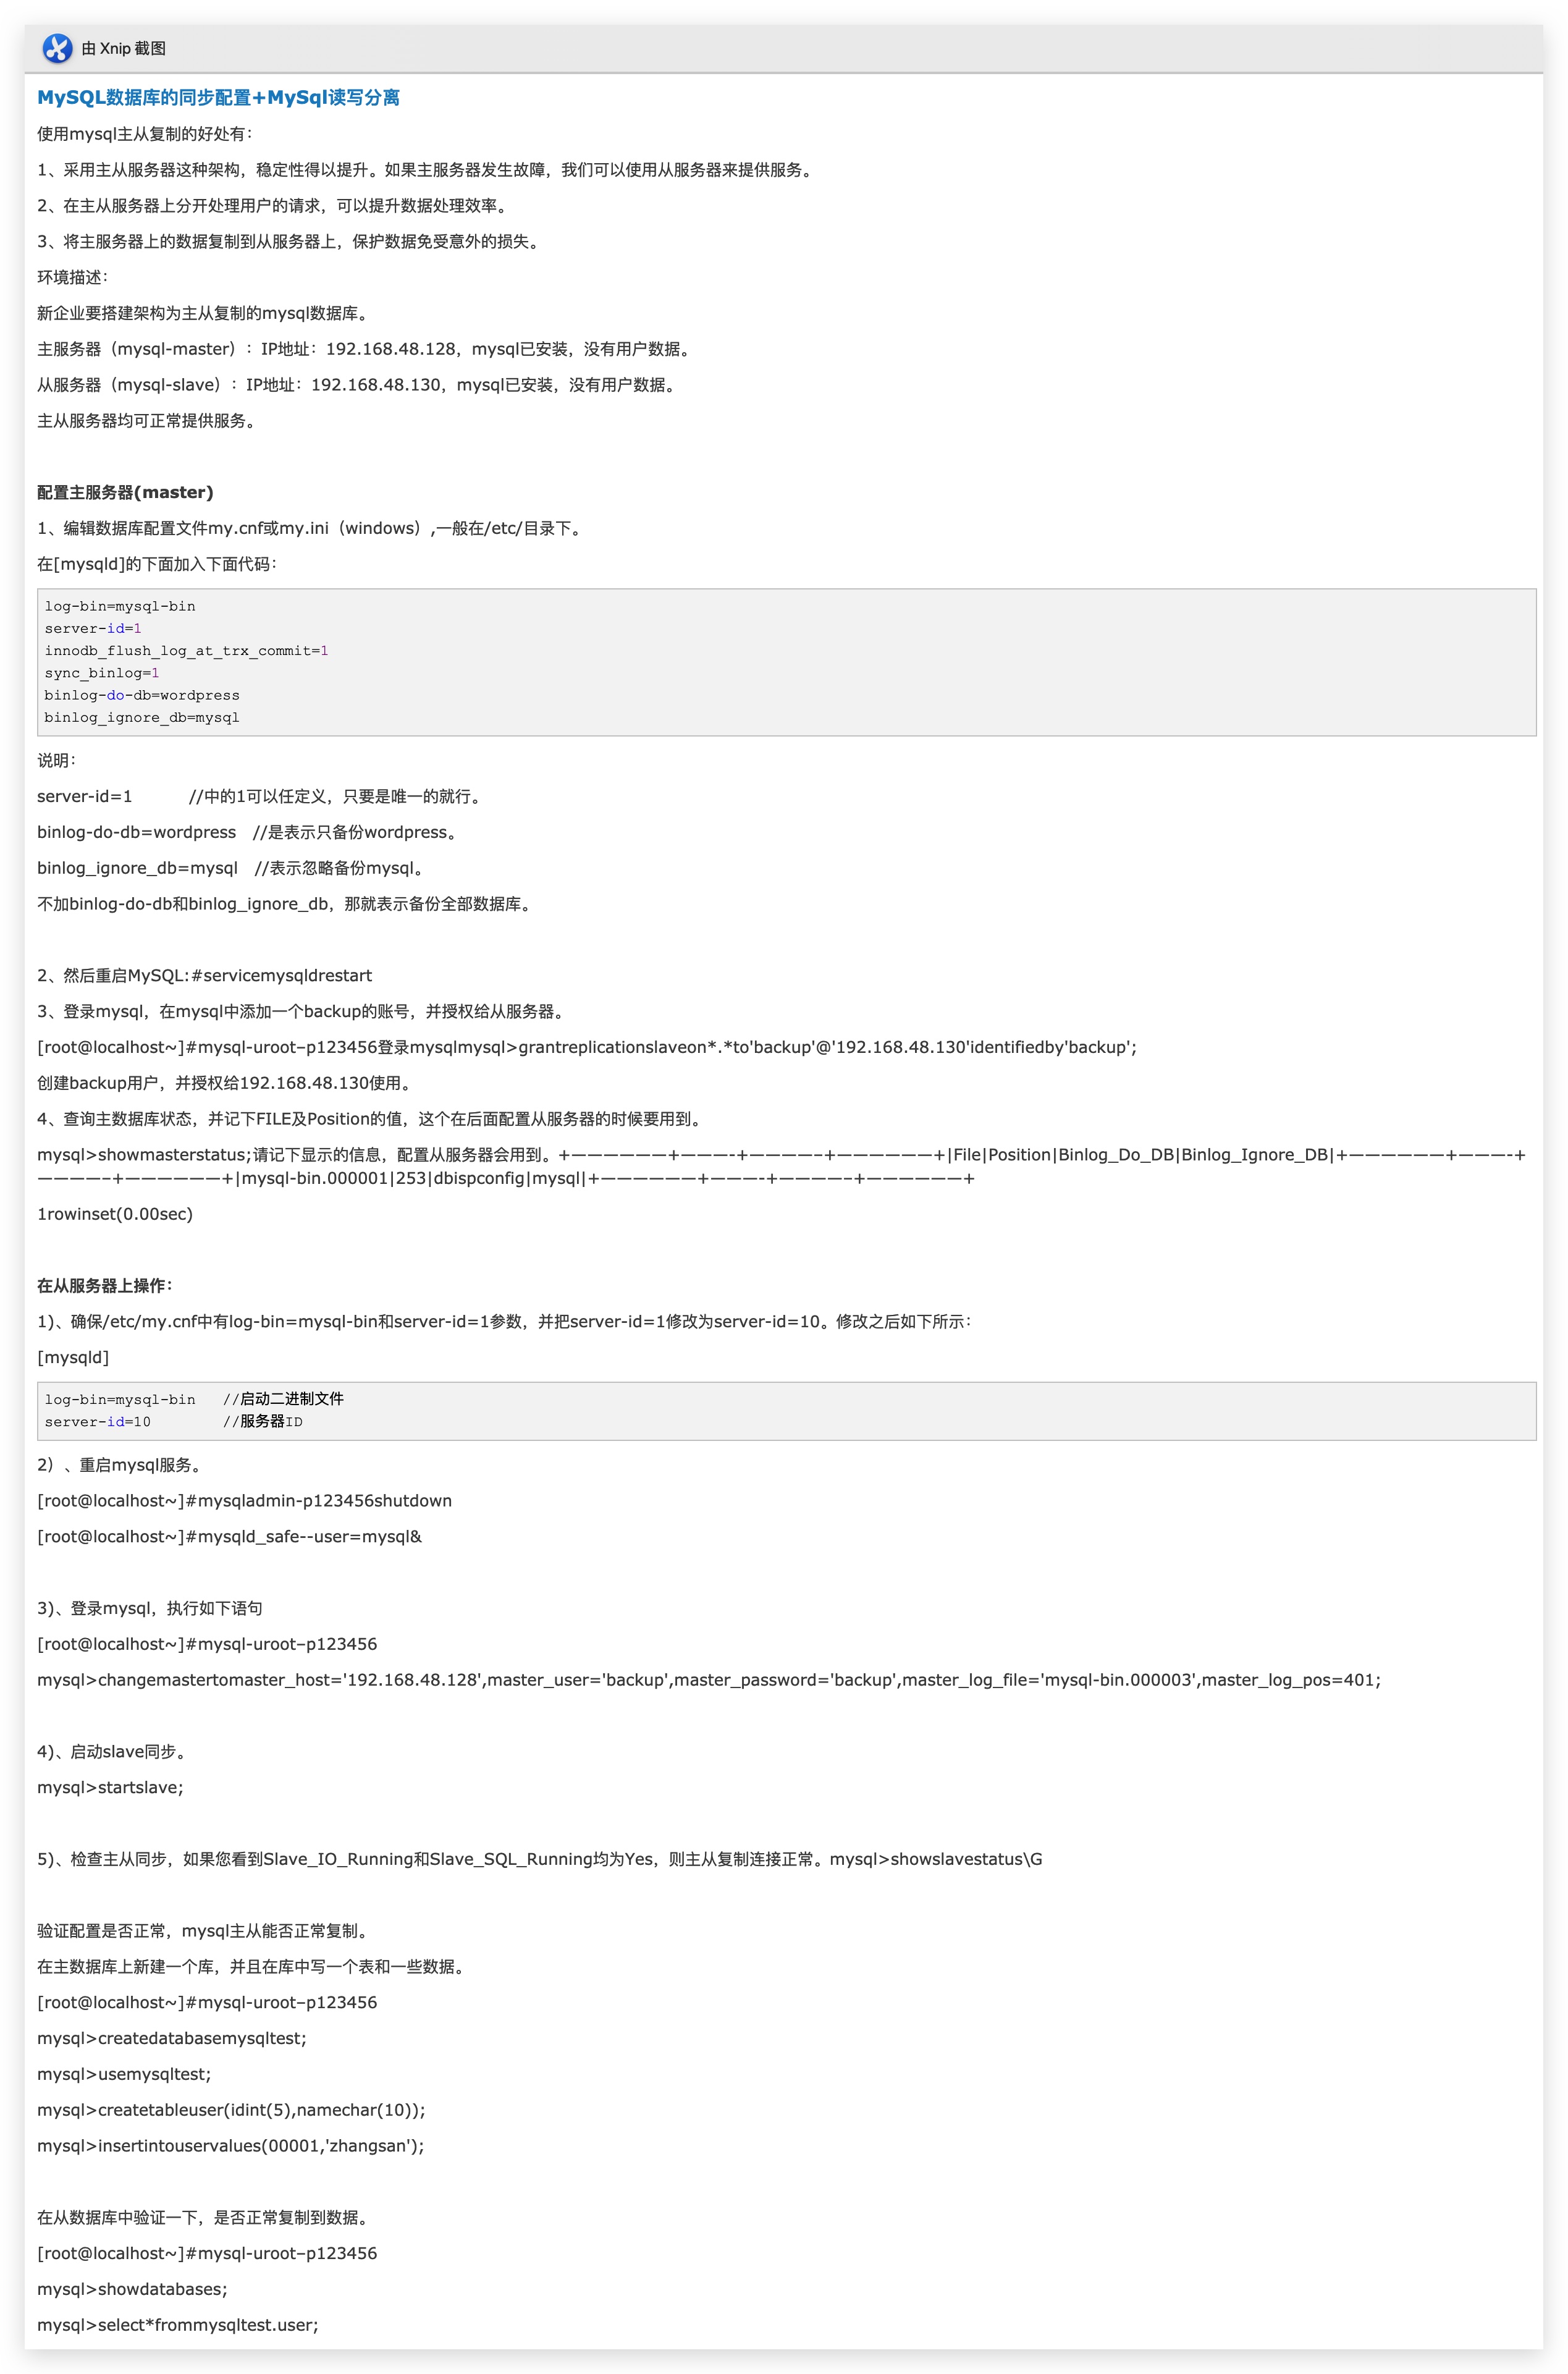 由 Xnip 截图
MySQL数据库的同步配置+MySql读写分离
使用mysql主从复制的好处有：
1、采用主从服务器这种架构，稳定性得以提升。如果主服务器发生故障，我们可以使用从服务器来提供服务。
2、在主从服务器上分开处理用户的请求，可以提升数据处理效率。
3、将主服务器上的数据复制到从服务器上，保护数据免受意外的损失。
环境描述：
新企业要搭建架构为主从复制的mysql数据库。
主服务器（mysql-master）：IP地址：192.168.48.128，mysql已安装，没有用户数据。
从服务器（mysql-slave）：IP地址：192.168.48.130，mysql已安装，没有用户数据。
主从服务器均可正常提供服务。
配置主服务器(master)
1、编辑数据库配置文件my.cnf或my.ini（windows）,一般在/etc/目录下。
在[mysqld]的下面加入下面代码：
log-bin=mysql-bin
server-id=1
innodb_flush_log_at_trx_commit=1
sync_binlog=1
binlog-do-db=wordpress
binlog_ignore_db=mysql
说明：
server-id=1 //中的1可以任定义，只要是唯一的就行。
binlog-do-db=wordpress //是表示只备份wordpress。
binlog_ignore_db=mysql //表示忽略备份mysql。
不加binlog-do-db和binlog_ignore_db，那就表示备份全部数据库。
2、然后重启MySQL:#servicemysqldrestart
3、登录mysql，在mysql中添加一个backup的账号，并授权给从服务器。
[root@localhost~]#mysql-uroot–p123456登录mysqlmysql>grantreplicationslaveon*.*to'backup'@'192.168.48.130'identifiedby'backup';
创建backup用户，并授权给192.168.48.130使用。
4、查询主数据库状态，并记下FILE及Position的值，这个在后面配置从服务器的时候要用到。
mysql>showmasterstatus;请记下显示的信息，配置从服务器会用到。+——————+———-+————–+——————+|File|Position|Binlog_Do_DB|Binlog_Ignore_DB|+——————+———-+
————–+——————+|mysql-bin.000001|253|dbispconfig|mysql|+——————+———-+————–+——————+
1rowinset(0.00sec)
在从服务器上操作：
1)、确保/etc/my.cnf中有log-bin=mysql-bin和server-id=1参数，并把server-id=1修改为server-id=10。修改之后如下所示：
[mysqld]
log-bin=mysql-bin //启动二进制文件
server-id=10 //服务器ID
2）、重启mysql服务。
[root@localhost~]#mysqladmin-p123456shutdown
[root@localhost~]#mysqld_safe--user=mysql&
3)、登录mysql，执行如下语句
[root@localhost~]#mysql-uroot–p123456
mysql>changemastertomaster_host='192.168.48.128',master_user='backup',master_password='backup',master_log_file='mysql-bin.000003',master_log_pos=401;
4)、启动slave同步。
mysql>startslave;
5)、检查主从同步，如果您看到Slave_IO_Running和Slave_SQL_Running均为Yes，则主从复制连接正常。mysql>showslavestatus\G
验证配置是否正常，mysql主从能否正常复制。
在主数据库上新建一个库，并且在库中写一个表和一些数据。
[root@localhost~]#mysql-uroot–p123456
mysql>createdatabasemysqltest;
mysql>usemysqltest;
mysql>createtableuser(idint(5),namechar(10));
mysql>insertintouservalues(00001,'zhangsan');
在从数据库中验证一下，是否正常复制到数据。
[root@localhost~]#mysql-uroot–p123456
mysql>showdatabases;
mysql>select*frommysqltest.user;